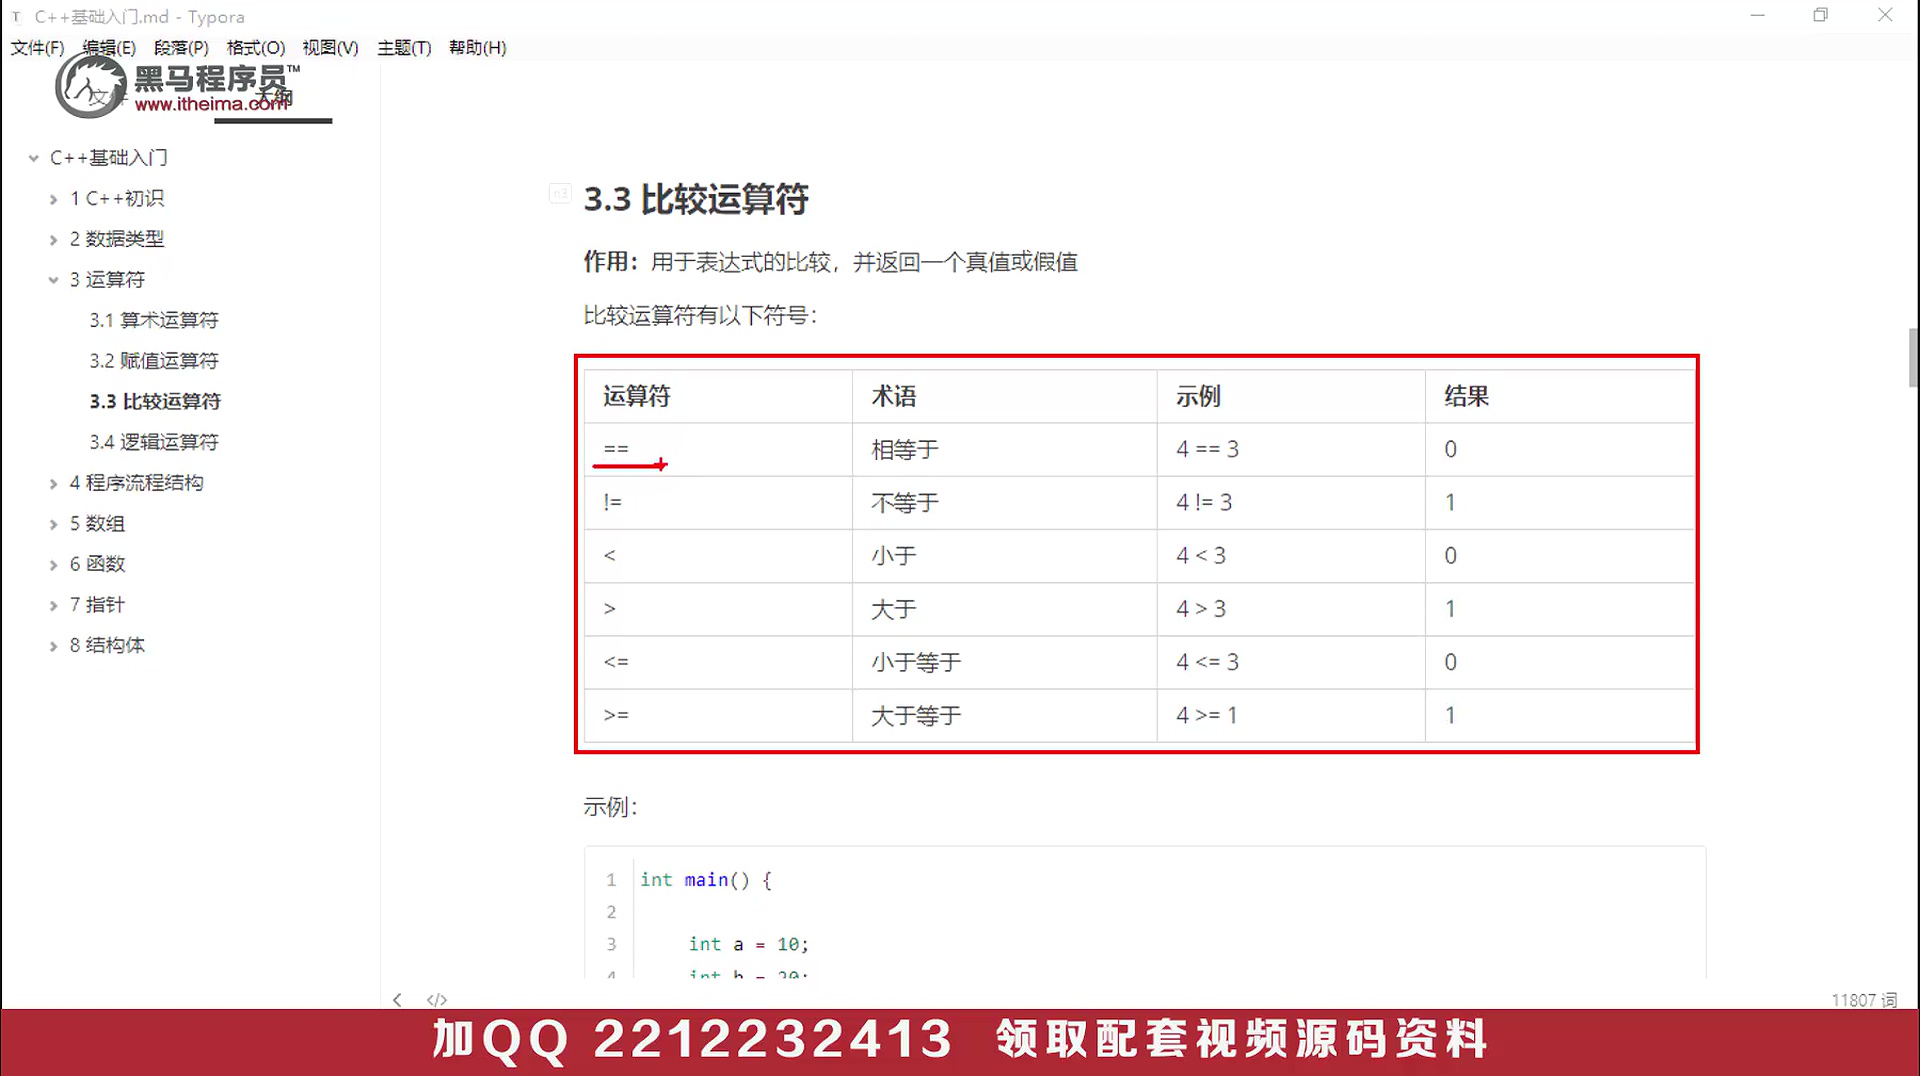 C++基础入门.md - Typora
文件(F) 编辑(E) 段落(P) 格式(O) 视图(V) 主题(T) 帮助(H)
黑马程序员™
www.itheima.com
文件 大纲
C++基础入门
1 C++初识
2 数据类型
3 运算符
3.1 算术运算符
3.2 赋值运算符
3.3 比较运算符
3.4 逻辑运算符
4 程序流程结构
5 数组
6 函数
7 指针
8 结构体
3.3 比较运算符
作用：用于表达式的比较，并返回一个真值或假值
比较运算符有以下符号：
运算符 术语 示例 结果
== 相等于 4 == 3 0
!= 不等于 4 != 3 1
< 小于 4 < 3 0
> 大于 4 > 3 1
<= 小于等于 4 <= 3 0
>= 大于等于 4 >= 1 1
示例：
1 int main() {
2
3 int a = 10;
4 int b = 20;
11807 词
加QQ 2212232413 领取配套视频源码资料